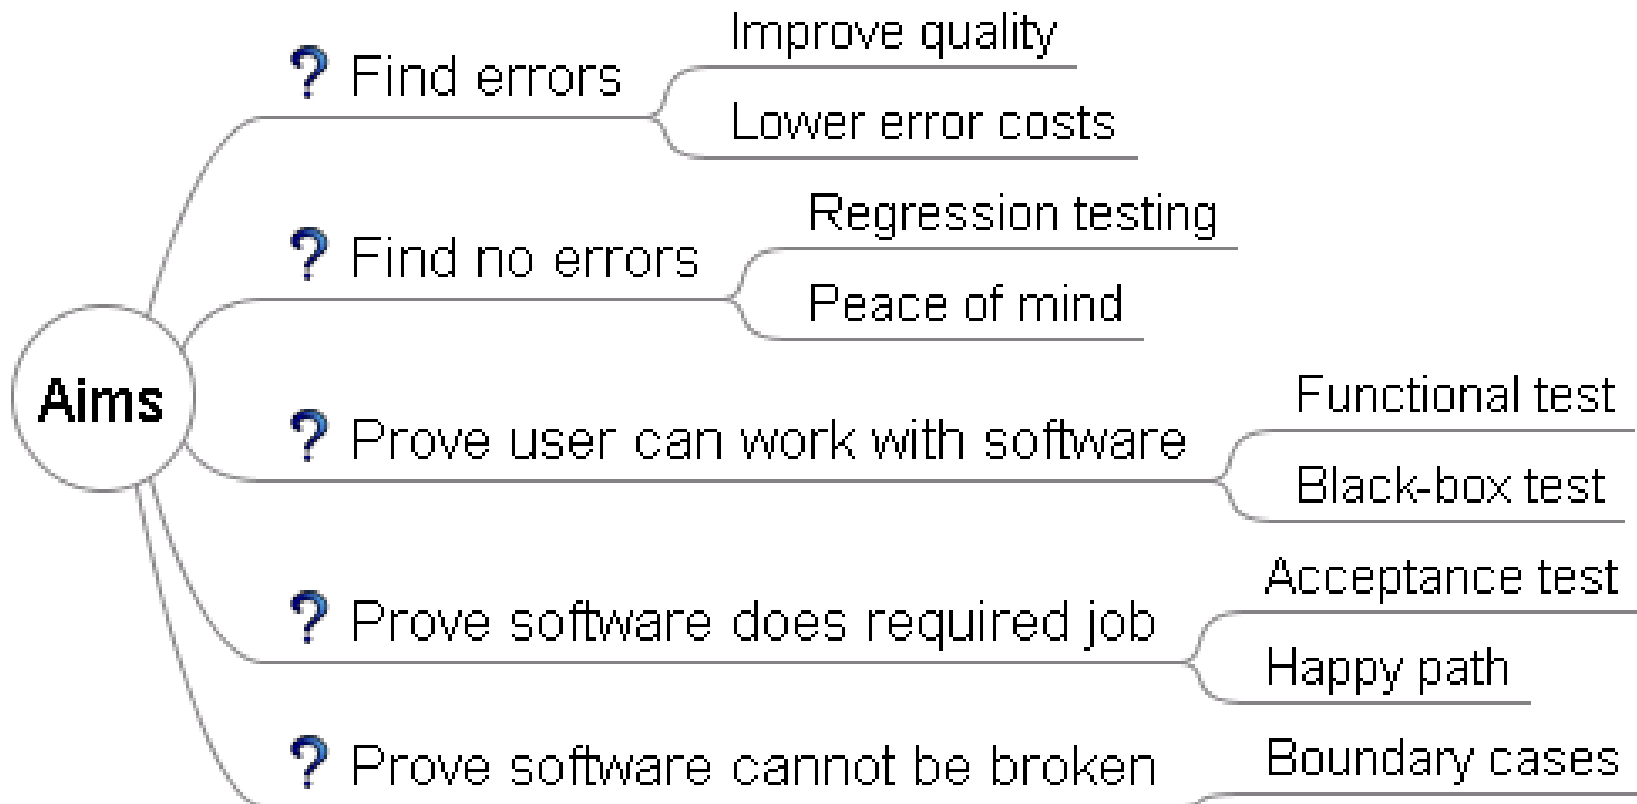 Aims
? Find errors
Improve quality
Lower error costs
? Find no errors
Regression testing
Peace of mind
? Prove user can work with software
Functional test
Black-box test
? Prove software does required job
Acceptance test
Happy path
? Prove software cannot be broken
Boundary cases